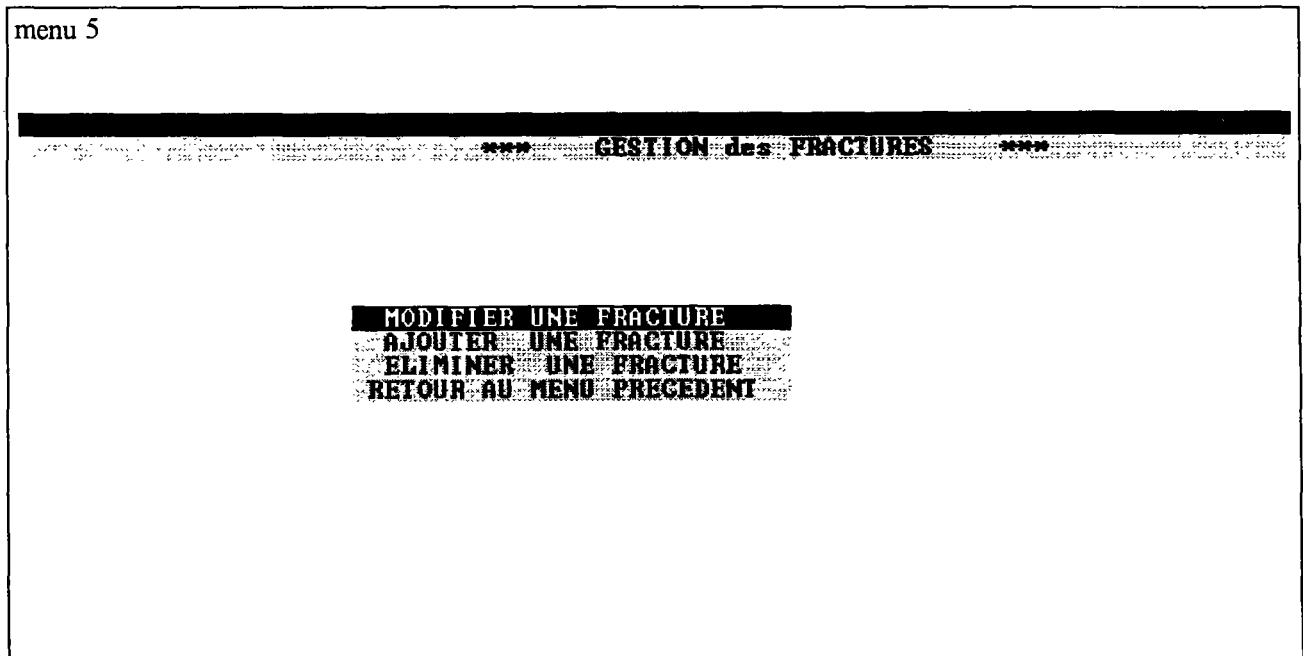 menu 5
*** GESTION des FRACTURES ***
MODIFIER UNE FRACTURE
AJOUTER UNE FRACTURE
ELIMINER UNE FRACTURE
RETOUR AU MENU PRECEDENT